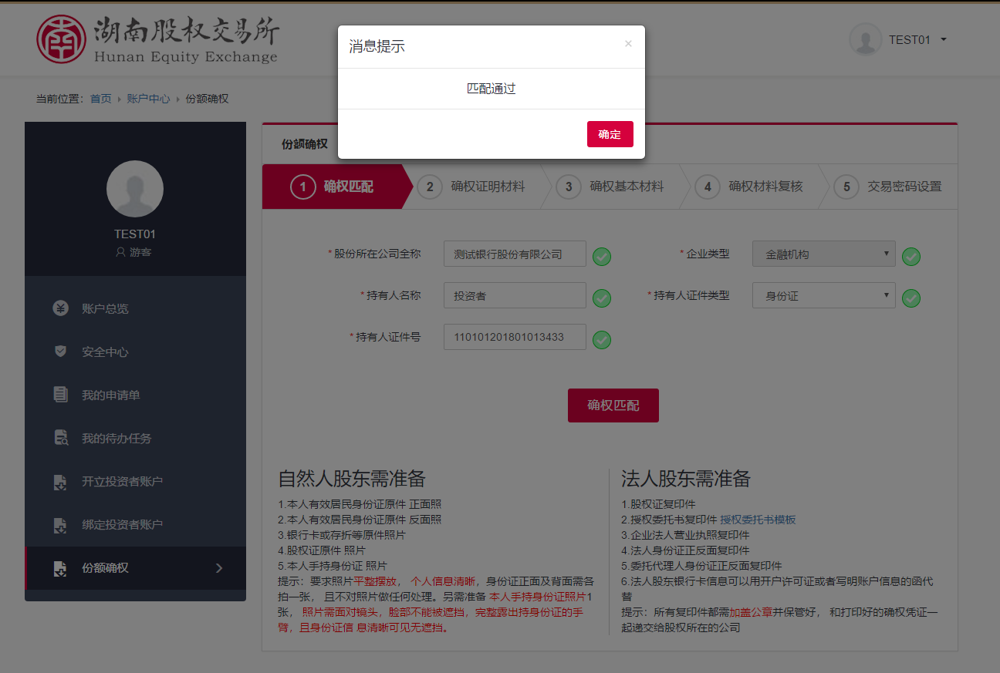 湖南股权交易所
Hunan Equity Exchange
TEST01
消息提示
×
匹配通过
确定
当前位置： 首页 › 账户中心 › 份额确权
TEST01
游客
账户总览
安全中心
我的申请单
我的待办任务
开立投资者账户
绑定投资者账户
份额确权
份额确权
1 确权匹配
2 确权证明材料
3 确权基本材料
4 确权材料复核
5 交易密码设置
*股份所在公司全称 测试银行股份有限公司 *企业类型 金融机构
*持有人名称 投资者 *持有人证件类型 身份证
*持有人证件号 110101201801013433
确权匹配
自然人股东需准备
1.本人有效居民身份证原件 正面照
2.本人有效居民身份证原件 反面照
3.银行卡或存折等原件照片
4.股权证原件 照片
5.本人手持身份证 照片
提示：要求照片平整摆放， 个人信息清晰，身份证正面及背面需各
拍一张， 且不对照片做任何处理。另需准备 本人手持身份证照片1
张， 照片需面对镜头，脸部不能被遮挡，完整露出持身份证的手
臂，且身份证信 息清晰可见无遮挡。
法人股东需准备
1.股权证复印件
2.授权委托书复印件 授权委托书模板
3.企业法人营业执照复印件
4.法人身份证正反面复印件
5.委托代理人身份证正反面复印件
6.法人股东银行卡信息可以用开户许可证或者写明账户信息的函代
替
提示：所有复印件都需加盖公章并保管好， 和打印好的确权凭证一
起递交给股权所在的公司